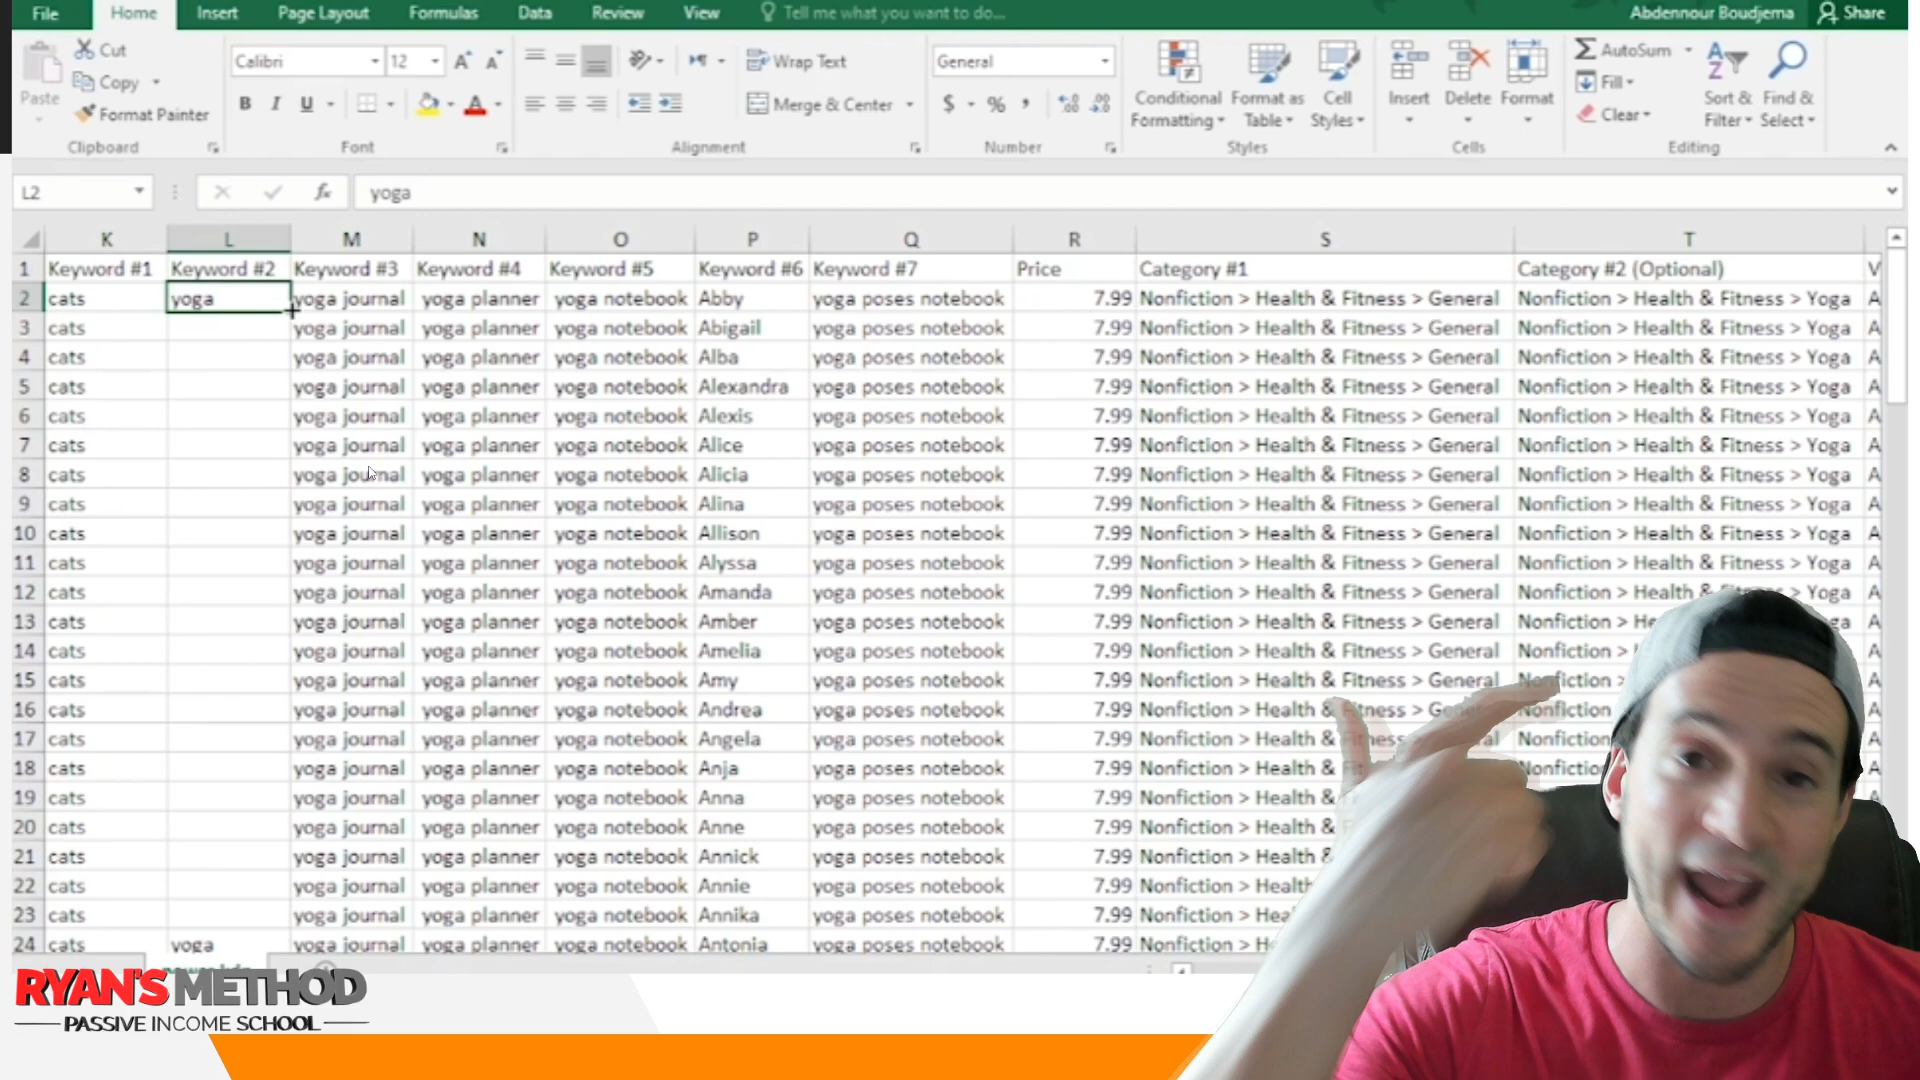 File Home Insert Page Layout Formulas Data Review View Tell me what you want to do... Abdennour Boudjema Share
Cut
Copy
Format Painter
Paste
Clipboard
Calibri 12
B I U
Font
Wrap Text
Merge & Center
Alignment
General
$ % ,
Number
Conditional Formatting
Format as Table
Cell Styles
Styles
Insert Delete Format
Cells
AutoSum
Fill
Clear
Sort & Filter
Find & Select
Editing
L2 fx yoga
K L M N O P Q R S T
1 Keyword #1 Keyword #2 Keyword #3 Keyword #4 Keyword #5 Keyword #6 Keyword #7 Price Category #1 Category #2 (Optional) V
2 cats yoga yoga journal yoga planner yoga notebook Abby yoga poses notebook 7.99 Nonfiction > Health & Fitness > General Nonfiction > Health & Fitness > Yoga A
3 cats yoga journal yoga planner yoga notebook Abigail yoga poses notebook 7.99 Nonfiction > Health & Fitness > General Nonfiction > Health & Fitness > Yoga A
4 cats yoga journal yoga planner yoga notebook Alba yoga poses notebook 7.99 Nonfiction > Health & Fitness > General Nonfiction > Health & Fitness > Yoga A
5 cats yoga journal yoga planner yoga notebook Alexandra yoga poses notebook 7.99 Nonfiction > Health & Fitness > General Nonfiction > Health & Fitness > Yoga A
6 cats yoga journal yoga planner yoga notebook Alexis yoga poses notebook 7.99 Nonfiction > Health & Fitness > General Nonfiction > Health & Fitness > Yoga A
7 cats yoga journal yoga planner yoga notebook Alice yoga poses notebook 7.99 Nonfiction > Health & Fitness > General Nonfiction > Health & Fitness > Yoga A
8 cats yoga journal yoga planner yoga notebook Alicia yoga poses notebook 7.99 Nonfiction > Health & Fitness > General Nonfiction > Health & Fitness > Yoga A
9 cats yoga journal yoga planner yoga notebook Alina yoga poses notebook 7.99 Nonfiction > Health & Fitness > General Nonfiction > Health & Fitness > Yoga A
10 cats yoga journal yoga planner yoga notebook Allison yoga poses notebook 7.99 Nonfiction > Health & Fitness > General Nonfiction > Health & Fitness > Yoga A
11 cats yoga journal yoga planner yoga notebook Alyssa yoga poses notebook 7.99 Nonfiction > Health & Fitness > General Nonfiction > Health & Fitness > Yoga A
12 cats yoga journal yoga planner yoga notebook Amanda yoga poses notebook 7.99 Nonfiction > Health & Fitness > General Nonfiction > Health & Fitness > Yoga A
13 cats yoga journal yoga planner yoga notebook Amber yoga poses notebook 7.99 Nonfiction > Health & Fitness > General Nonfiction > Health A
14 cats yoga journal yoga planner yoga notebook Amelia yoga poses notebook 7.99 Nonfiction > Health & Fitness > General Nonfiction > A
15 cats yoga journal yoga planner yoga notebook Amy yoga poses notebook 7.99 Nonfiction > Health & Fitness > General Nonfiction > A
16 cats yoga journal yoga planner yoga notebook Andrea yoga poses notebook 7.99 Nonfiction > Health & Fitness > Nonfiction A
17 cats yoga journal yoga planner yoga notebook Angela yoga poses notebook 7.99 Nonfiction > Health & Nonfiction A
18 cats yoga journal yoga planner yoga notebook Anja yoga poses notebook 7.99 Nonfiction > Health & A
19 cats yoga journal yoga planner yoga notebook Anna yoga poses notebook 7.99 Nonfiction > Health & A
20 cats yoga journal yoga planner yoga notebook Anne yoga poses notebook 7.99 Nonfiction > Health &
21 cats yoga journal yoga planner yoga notebook Annick yoga poses notebook 7.99 Nonfiction > Health
22 cats yoga journal yoga planner yoga notebook Annie yoga poses notebook 7.99 Nonfiction > Health
23 cats yoga journal yoga planner yoga notebook Annika yoga poses notebook 7.99 Nonfiction >
24 cats yoga yoga journal yoga planner yoga notebook Antonia yoga poses notebook 7.99 Nonfiction >
RYAN'S METHOD
PASSIVE INCOME SCHOOL